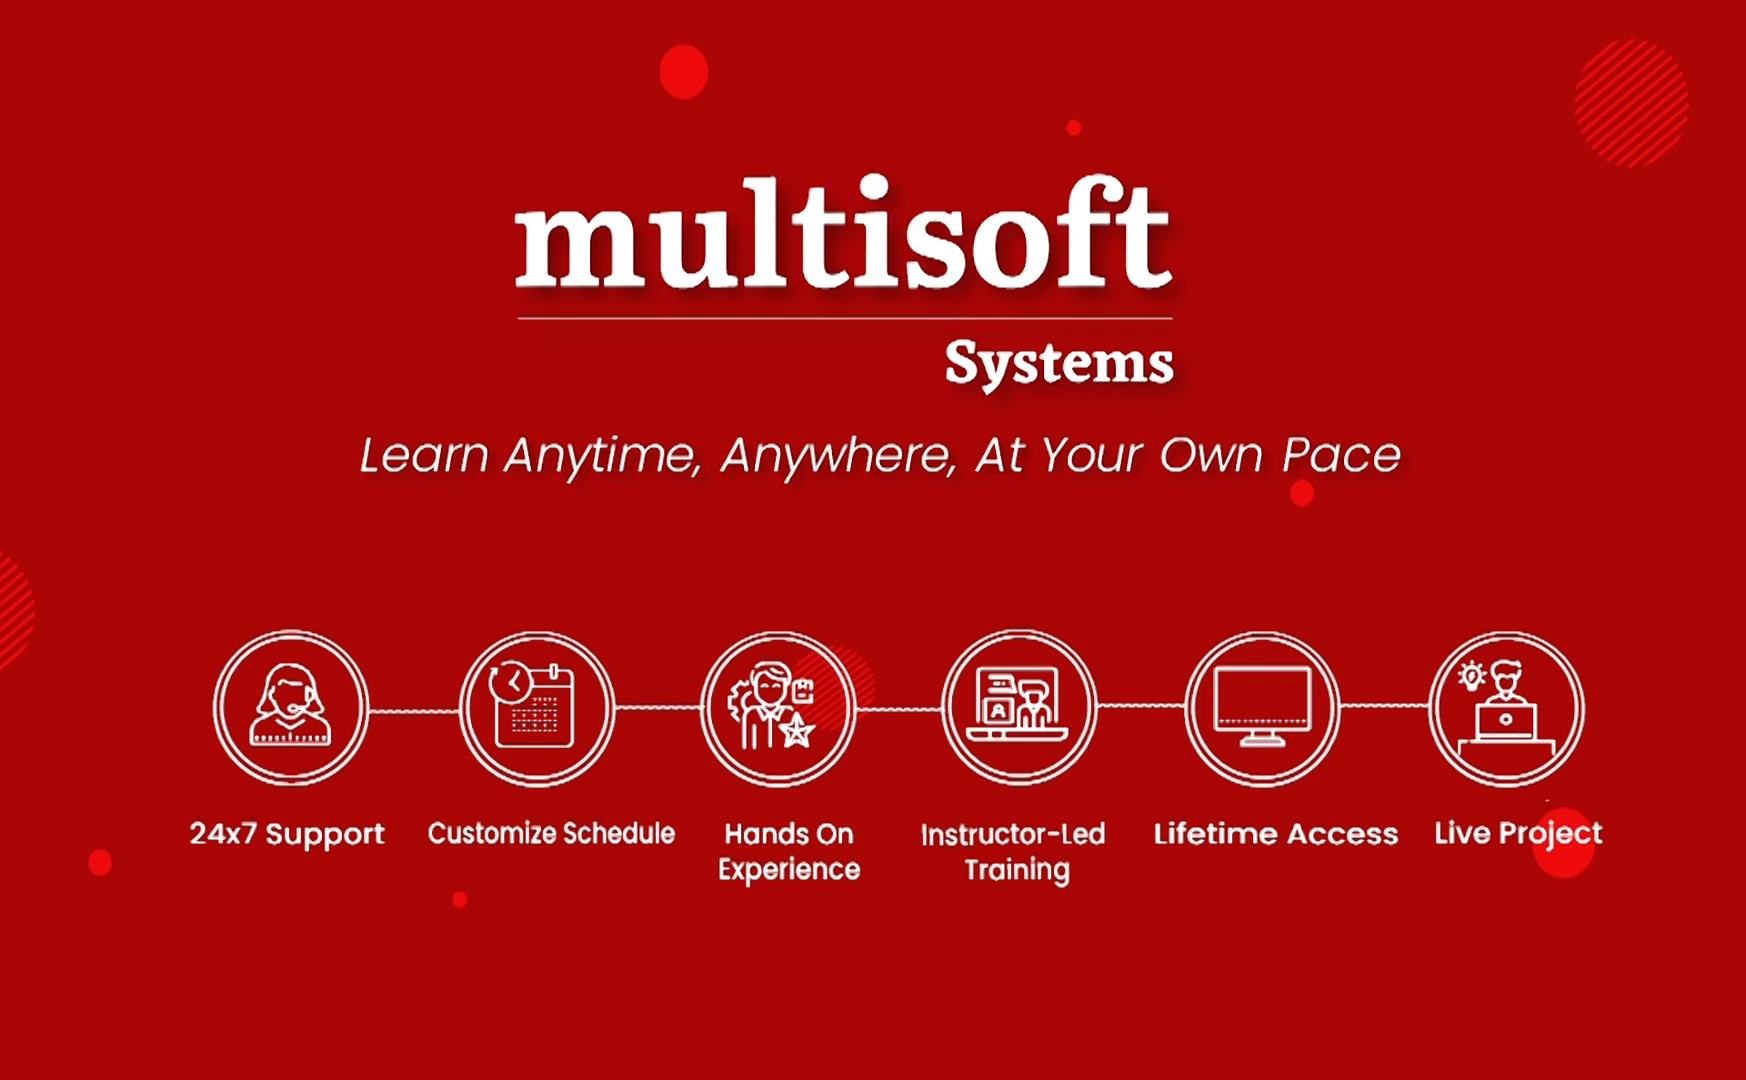 multisoft
Systems
Learn Anytime, Anywhere, At Your Own Pace
A
24x7 Support
Customize Schedule
Hands On
Experience
Instructor-Led
Training
Lifetime Access
Live Project